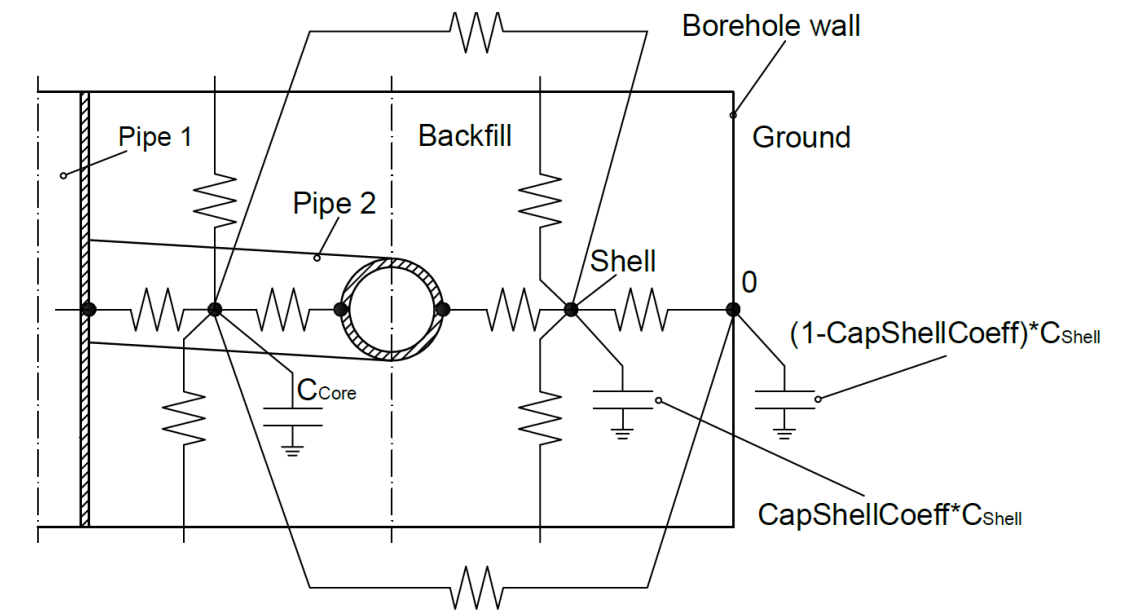 Borehole wall
Pipe 1
Backfill
Ground
Pipe 2
Shell
0
(1-CapShellCoeff)*CShell
CCore
CapShellCoeff*CShell